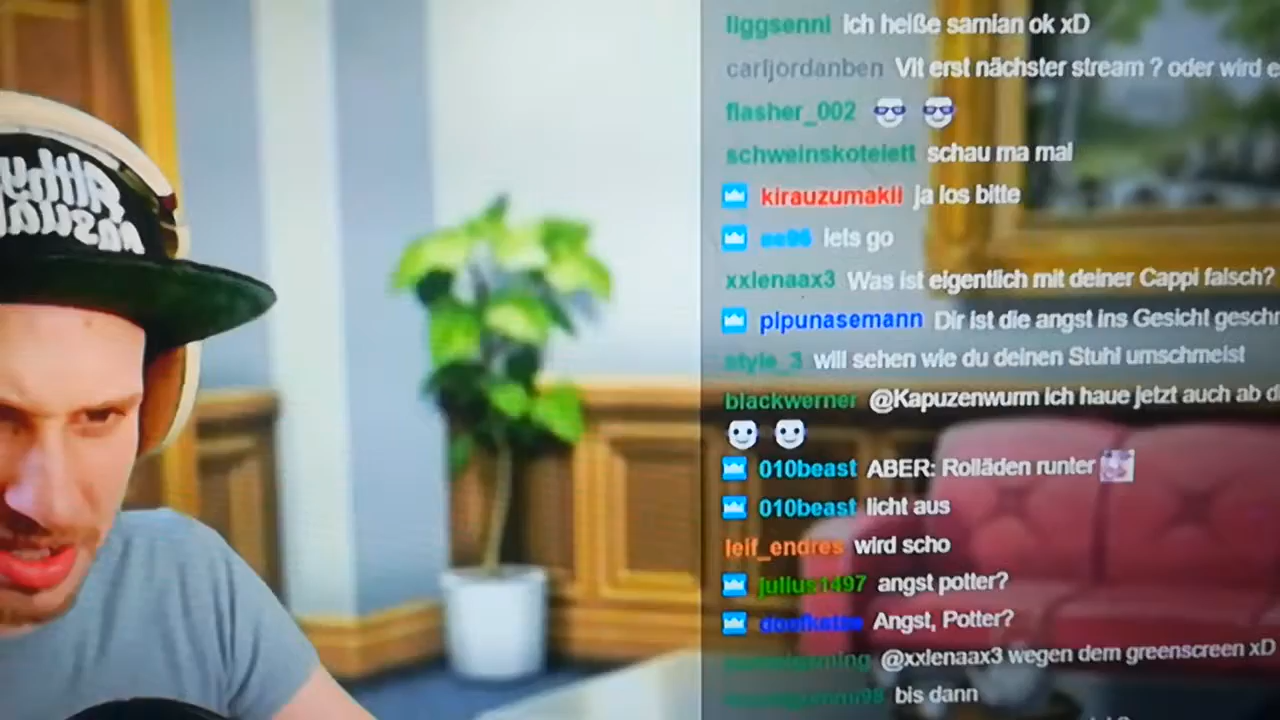 liggsenni Ich heiße samian ok xD
carljordanben Vlt erst nächster stream ? oder wird e
flasher_002
schweinskotelett schau ma mal
kirauzumakii ja los bitte
lets go
xxlenaax3 Was ist eigentlich mit deiner Cappi falsch?
pipunasemann Dir ist die angst ins Gesicht geschr
style_3 will sehen wie du deinen Stuhl umschmeist
blackwerner @Kapuzenwurm ich haue jetzt auch ab d
010beast ABER: Rolläden runter
010beast licht aus
leif_endres wird scho
julius1497 angst potter?
Angst, Potter?
@xxlenaax3 wegen dem greenscreen xD
bis dann